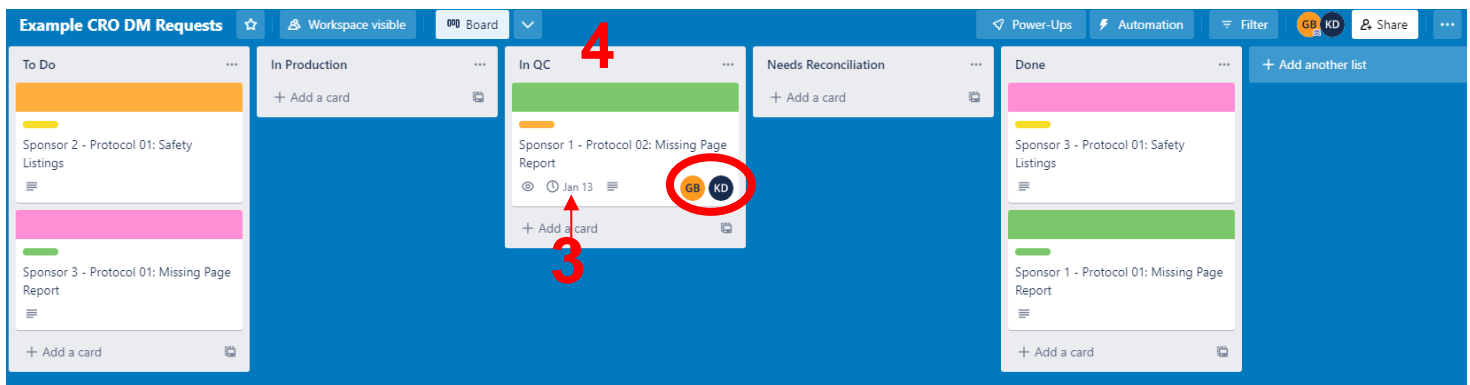 Example CRO DM Requests
Workspace visible
Board
4
Power-Ups
Automation
Filter
GB
KD
Share
To Do
Sponsor 2 - Protocol 01: Safety
Listings
Sponsor 3 - Protocol 01: Missing Page
Report
+ Add a card
In Production
+ Add a card
In QC
Sponsor 1 - Protocol 02: Missing Page
Report
Jan 13
GB
KD
+ Add a card
3
Needs Reconciliation
+ Add a card
Done
Sponsor 3 - Protocol 01: Safety
Listings
Sponsor 1 - Protocol 01: Missing Page
Report
+ Add a card
+ Add another list